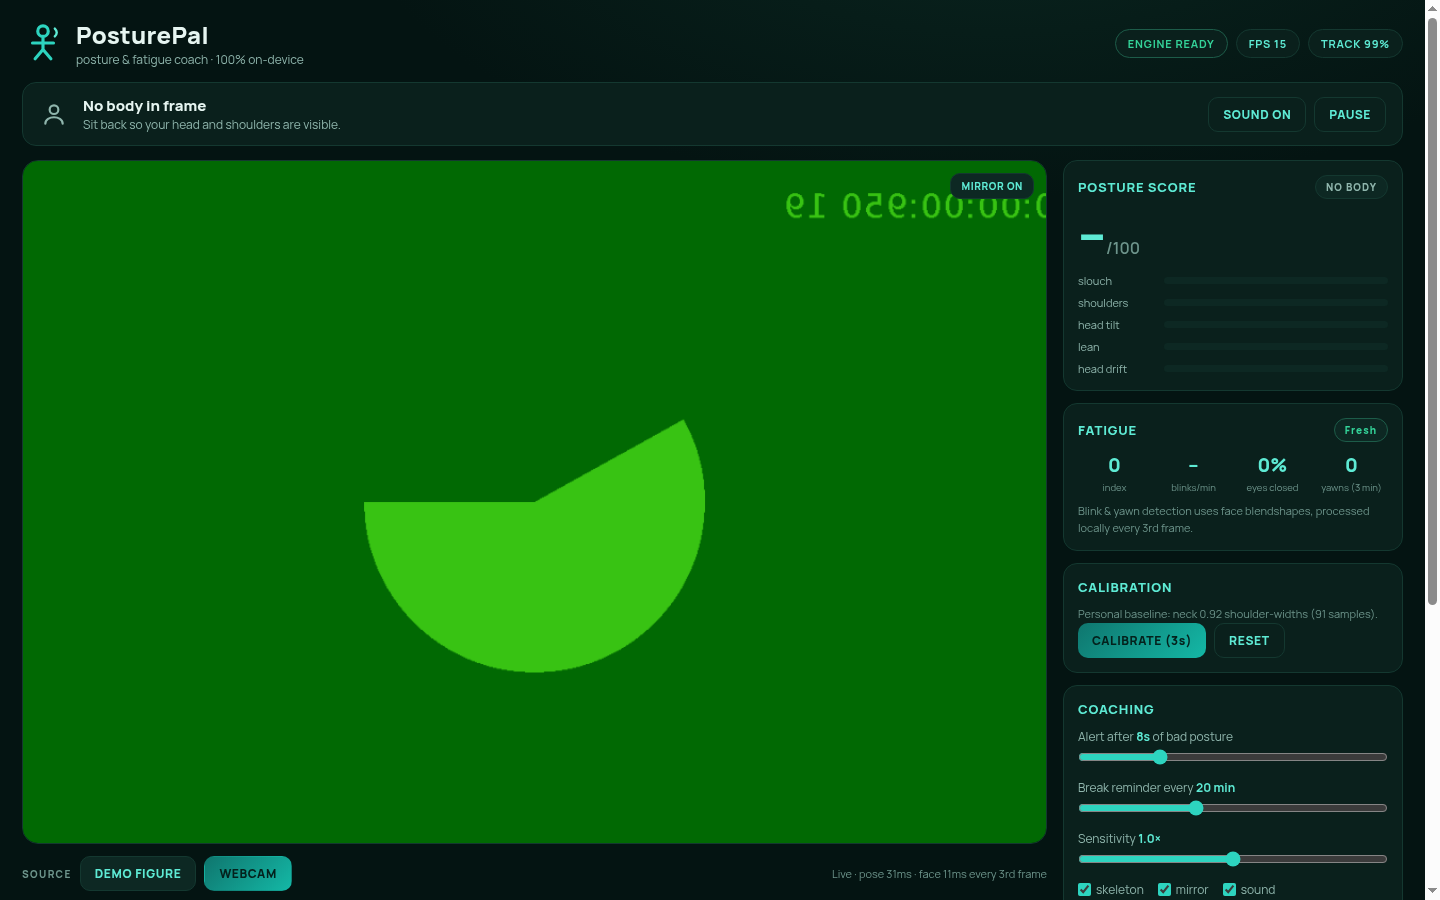 PosturePal
posture & fatigue coach · 100% on-device
ENGINE READY
FPS 15
TRACK 99%
No body in frame
Sit back so your head and shoulders are visible.
SOUND ON
PAUSE
MIRROR ON
0:00:00:950 19
POSTURE SCORE
NO BODY
–/100
slouch
shoulders
head tilt
lean
head drift
FATIGUE
Fresh
0
index
–
blinks/min
0%
eyes closed
0
yawns (3 min)
Blink & yawn detection uses face blendshapes, processed
locally every 3rd frame.
CALIBRATION
Personal baseline: neck 0.92 shoulder-widths (91 samples).
CALIBRATE (3s)
RESET
COACHING
Alert after 8s of bad posture
Break reminder every 20 min
Sensitivity 1.0×
skeleton
mirror
sound
SOURCE
DEMO FIGURE
WEBCAM
Live · pose 31ms · face 11ms every 3rd frame